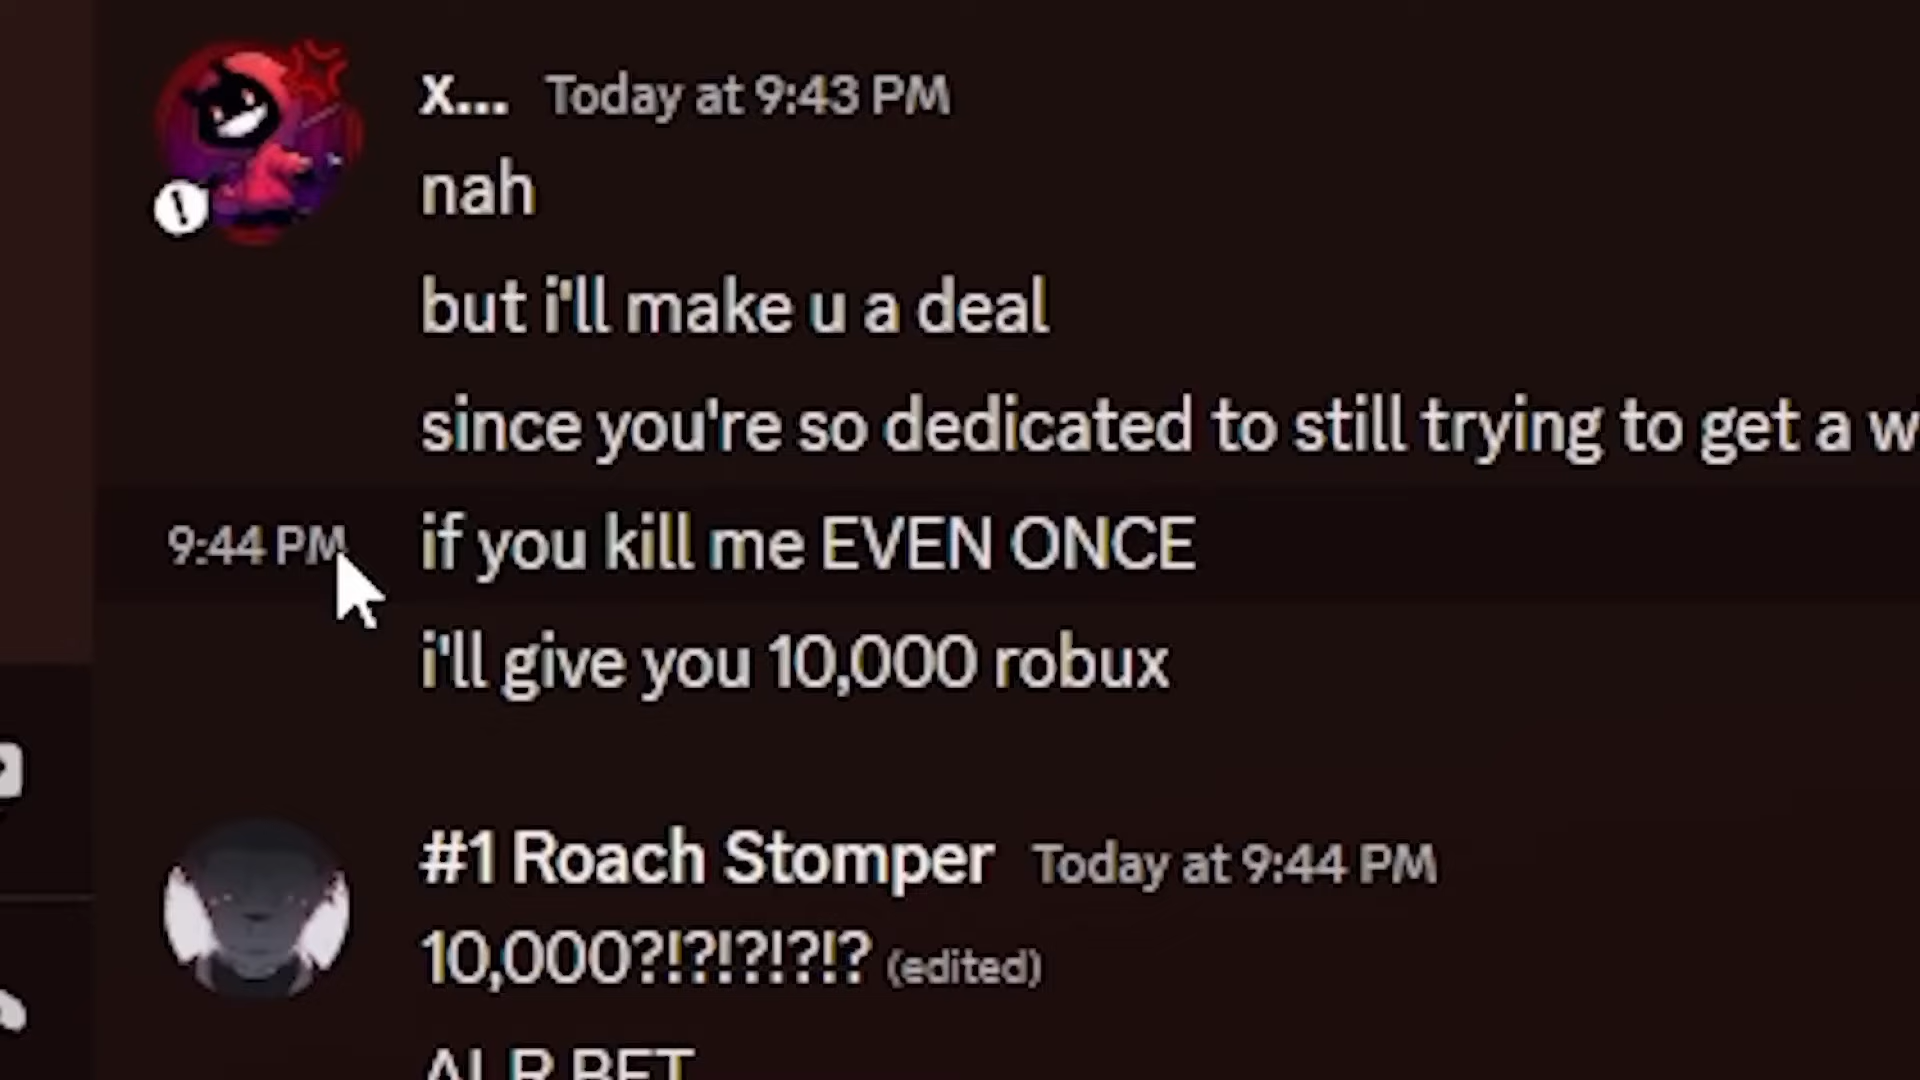 X... Today at 9:43 PM
nah
but i'll make u a deal
since you're so dedicated to still trying to get a
9:44 PM if you kill me EVEN ONCE
i'll give you 10,000 robux
#1 Roach Stomper Today at 9:44 PM
10,000?!?!?!?!? (edited)
ALR BET